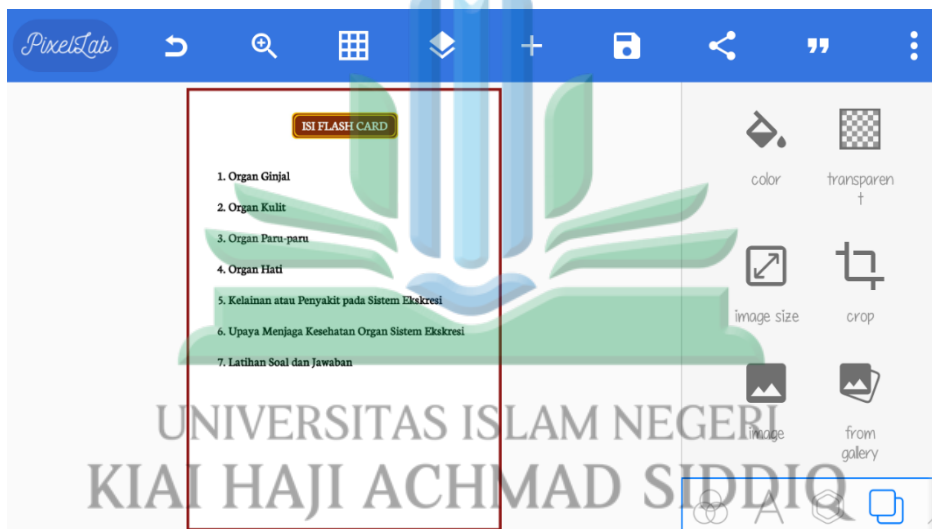 PixelLab
ISI FLASH CARD
1. Organ Ginjal
2. Organ Kulit
3. Organ Paru-paru
4. Organ Hati
5. Kelainan atau Penyakit pada Sistem Ekskresi
6. Upaya Menjaga Kesehatan Organ Sistem Ekskresi
7. Latihan Soal dan Jawaban
color
transparen
t
image size
crop
image
from
gallery
UNIVERSITAS ISLAM NEGERI
KIAI HAJI ACHMAD SIDDIQ